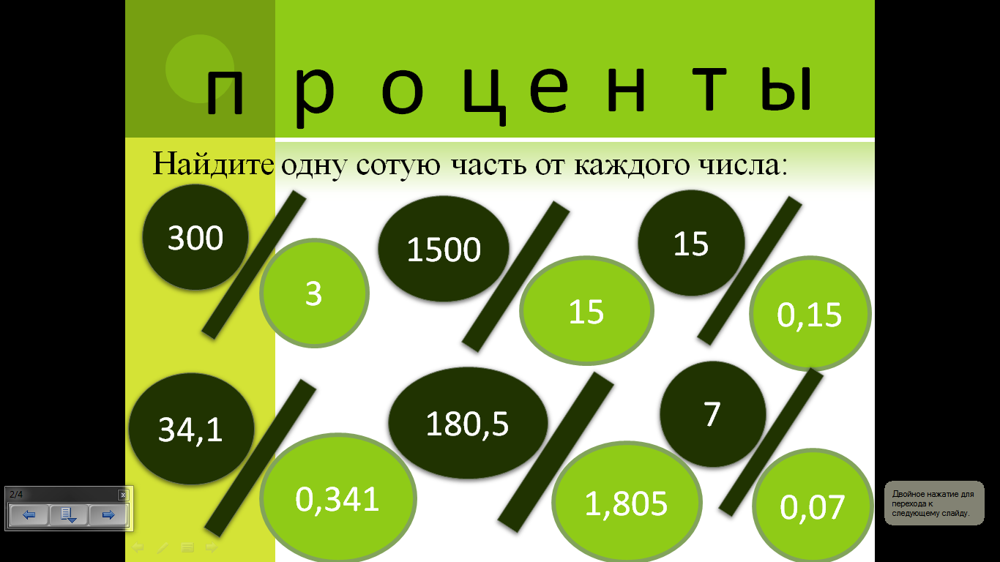 проценты
Найдите одну сотую часть от каждого числа:
300
3
1500
15
15
0,15
34,1
0,341
180,5
1,805
7
0,07
2/4
x
Двойное нажатие для
перехода к
следующему слайду.